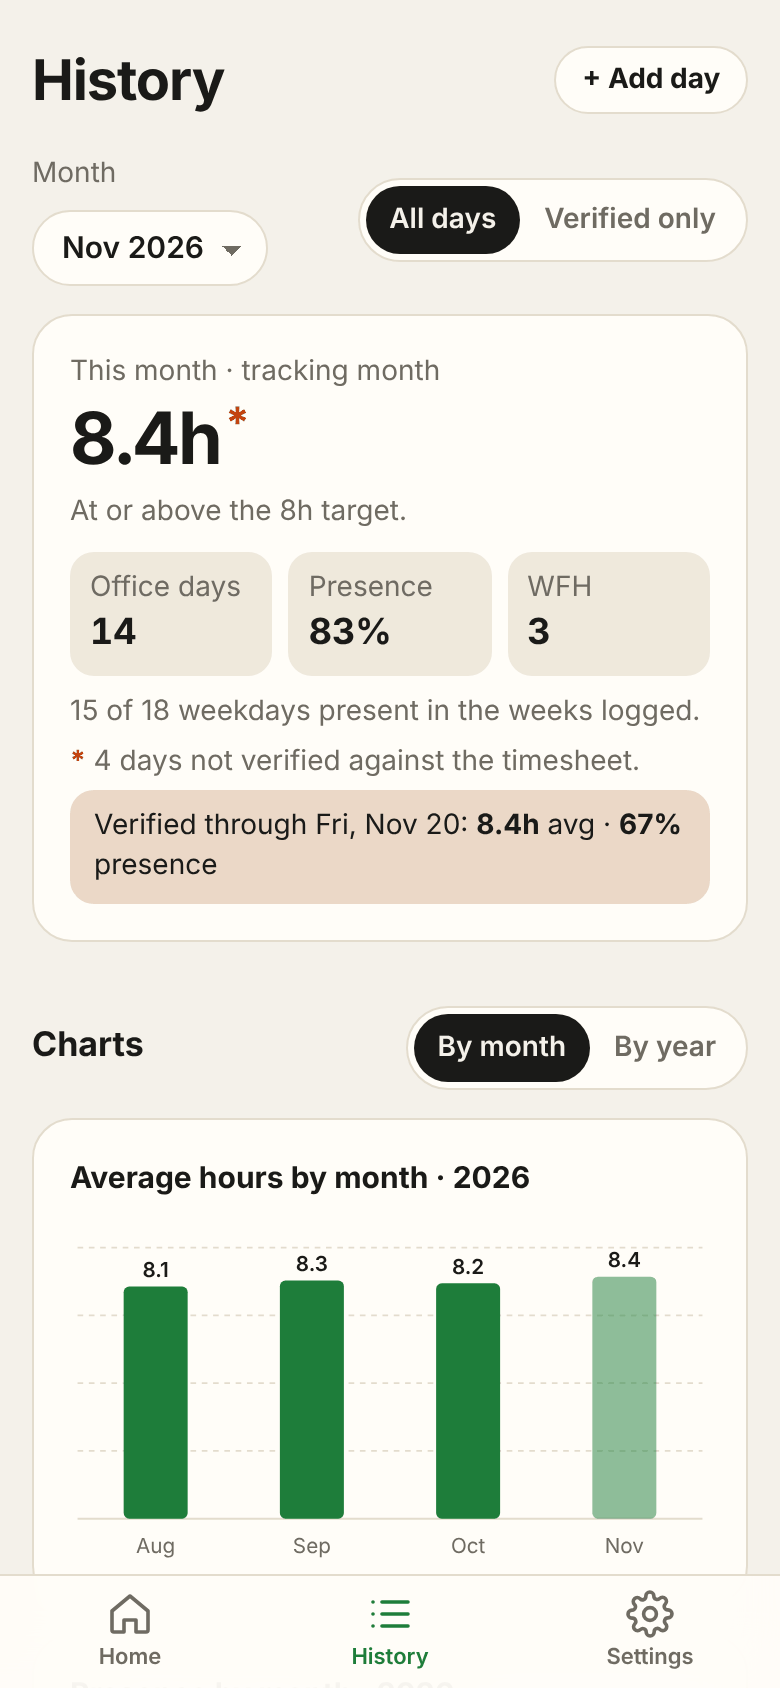 History
+ Add day
Month
Nov 2026
All days
Verified only
This month · tracking month
8.4h*
At or above the 8h target.
Office days
14
Presence
83%
WFH
3
15 of 18 weekdays present in the weeks logged.
* 4 days not verified against the timesheet.
Verified through Fri, Nov 20: 8.4h avg · 67%
presence
Charts
By month
By year
Average hours by month · 2026
8.1
8.3
8.2
8.4
Aug
Sep
Oct
Nov
Home
History
Settings